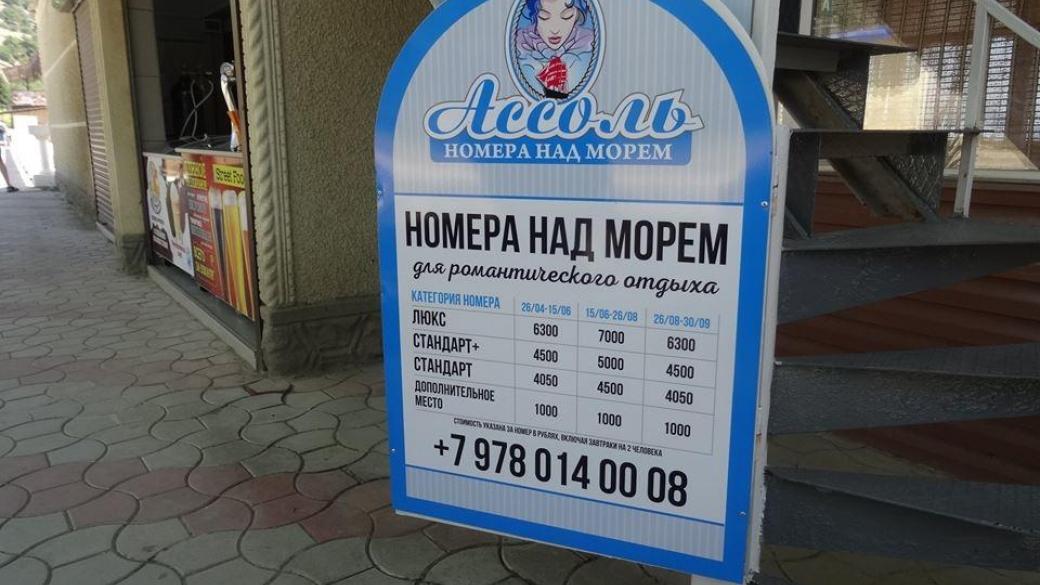 Ассоль
НОМЕРА НАД МОРЕМ
НОМЕРА НАД МОРЕМ
для романтического отдыха
КАТЕГОРИЯ НОМЕРА 26/04-15/06 15/06-26/08 26/08-30/09
ЛЮКС 6300 7000 6300
СТАНДАРТ+ 4500 5000 4500
СТАНДАРТ 4050 4500 4050
ДОПОЛНИТЕЛЬНОЕ
МЕСТО 1000 1000 1000
СТОИМОСТЬ УКАЗАНА ЗА НОМЕР В РУБЛЯХ, ВКЛЮЧАЯ ЗАВТРАКИ НА 2 ЧЕЛОВЕКА
+7 978 014 00 08
Street Foo